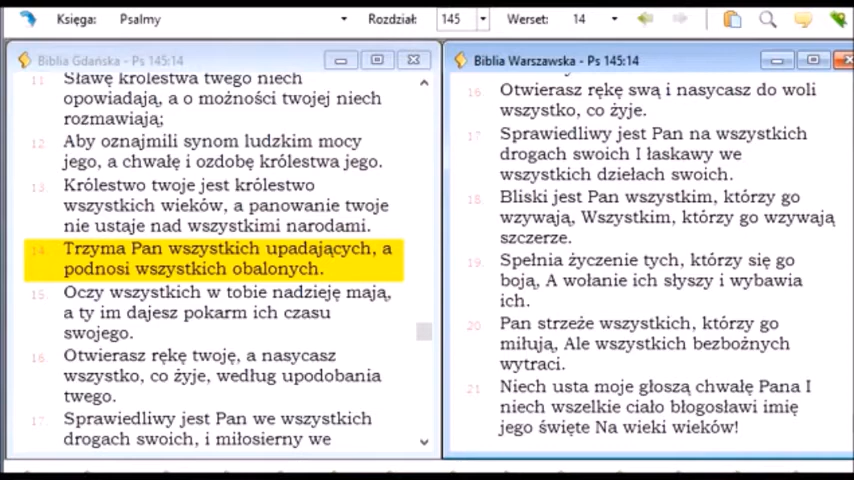 Księga: Psalmy Rozdział: 145 Werset: 14
Biblia Gdańska - Ps 145:14
11. Sławę królestwa twego niech
opowiadają, a o możności twojej niech
rozmawiają;
12. Aby oznajmili synom ludzkim mocy
jego, a chwałę i ozdobę królestwa jego.
13. Królestwo twoje jest królestwo
wszystkich wieków, a panowanie twoje
nie ustaje nad wszystkimi narodami.
14. Trzyma Pan wszystkich upadających, a
podnosi wszystkich obalonych.
15. Oczy wszystkich w tobie nadzieję mają,
a ty im dajesz pokarm ich czasu
swojego.
16. Otwierasz rękę twoję, a nasycasz
wszystko, co żyje, według upodobania
twego.
17. Sprawiedliwy jest Pan we wszystkich
drogach swoich, i miłosierny we
Biblia Warszawska - Ps 145:14
16. Otwierasz rękę swą i nasycasz do woli
wszystko, co żyje.
17. Sprawiedliwy jest Pan na wszystkich
drogach swoich I łaskawy we
wszystkich dziełach swoich.
18. Bliski jest Pan wszystkim, którzy go
wzywają, Wszystkim, którzy go wzywają
szczerze.
19. Spełnia życzenie tych, którzy się go
boją, A wołanie ich słyszy i wybawia
ich.
20. Pan strzeże wszystkich, którzy go
miłują, Ale wszystkich bezbożnych
wytraci.
21. Niech usta moje głoszą chwałę Pana I
niech wszelkie ciało błogosławi imię
jego święte Na wieki wieków!